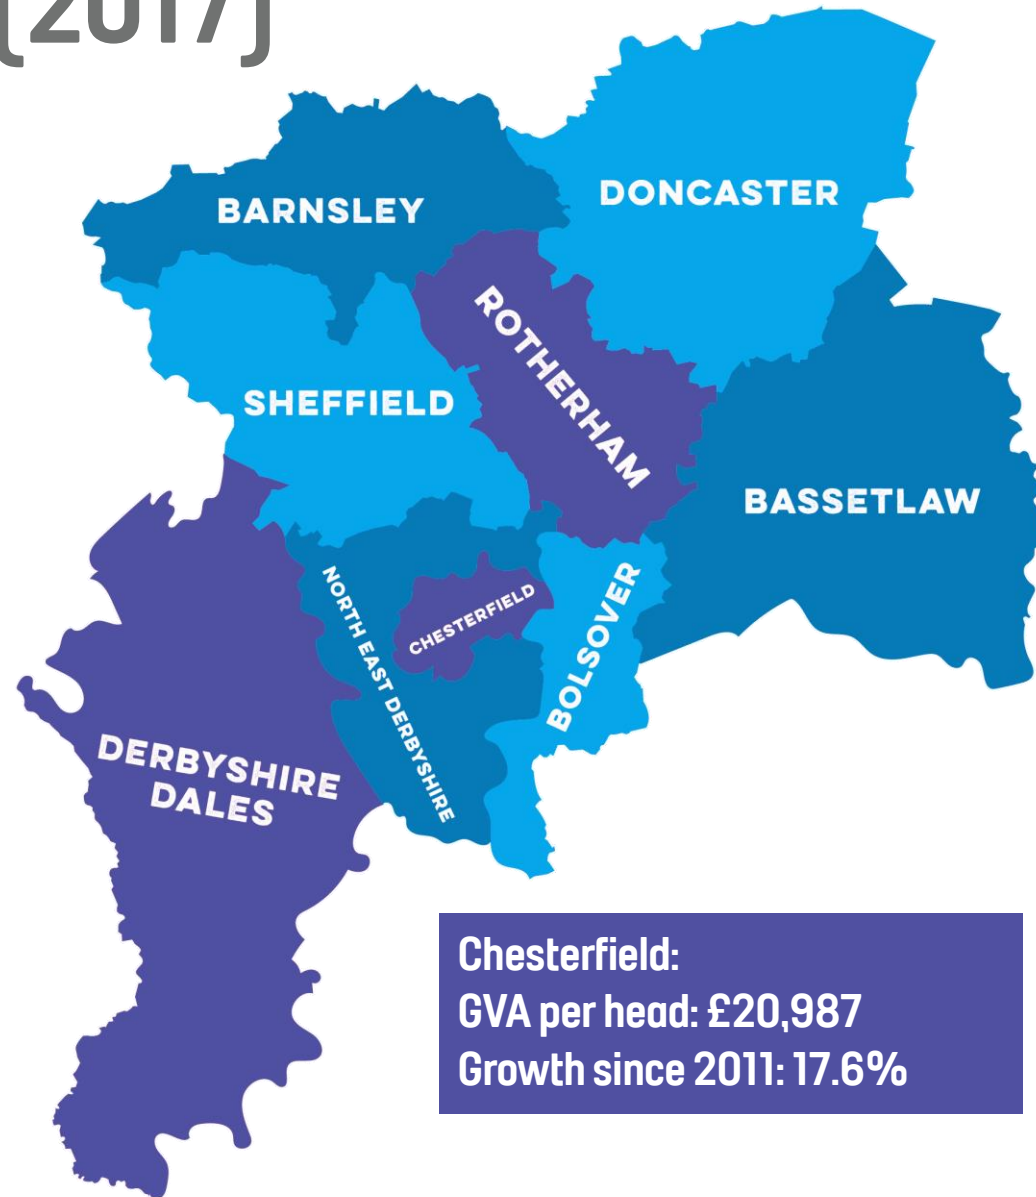 (2017)
BARNSLEY
DONCASTER
ROTHERHAM
SHEFFIELD
BASSETLAW
NORTH EAST DERBYSHIRE
CHESTERFIELD
BOLSOVER
DERBYSHIRE
DALES
Chesterfield:
GVA per head: £20,987
Growth since 2011: 17.6%